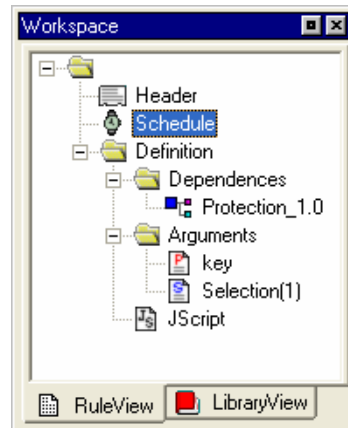 Workspace
Header
Schedule
Definition
Dependences
Protection_1.0
Arguments
key
Selection(1)
JScript
RuleView LibraryView